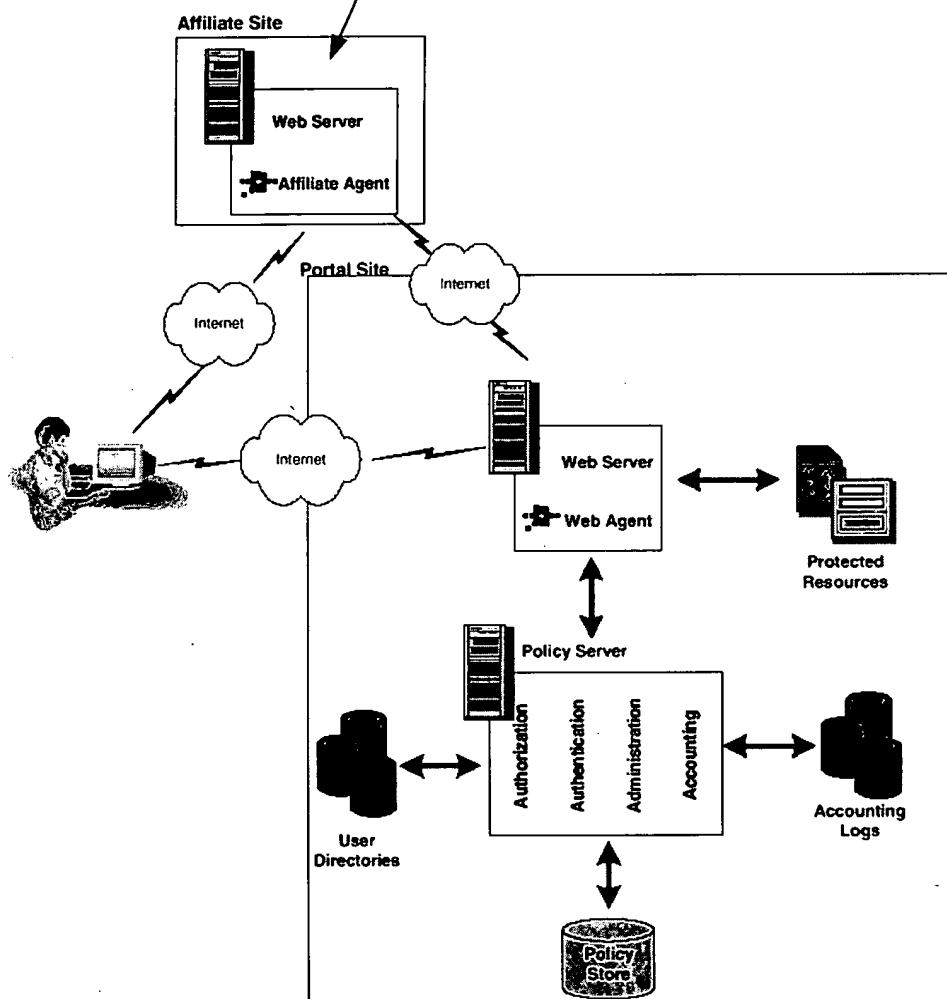 Affiliate Site
Web Server
Affiliate Agent
Portal Site
Internet
Internet
Internet
Web Server
Web Agent
Protected
Resources
Policy Server
Authorization
Authentication
Administration
Accounting
User
Directories
Accounting
Logs
Policy
Store